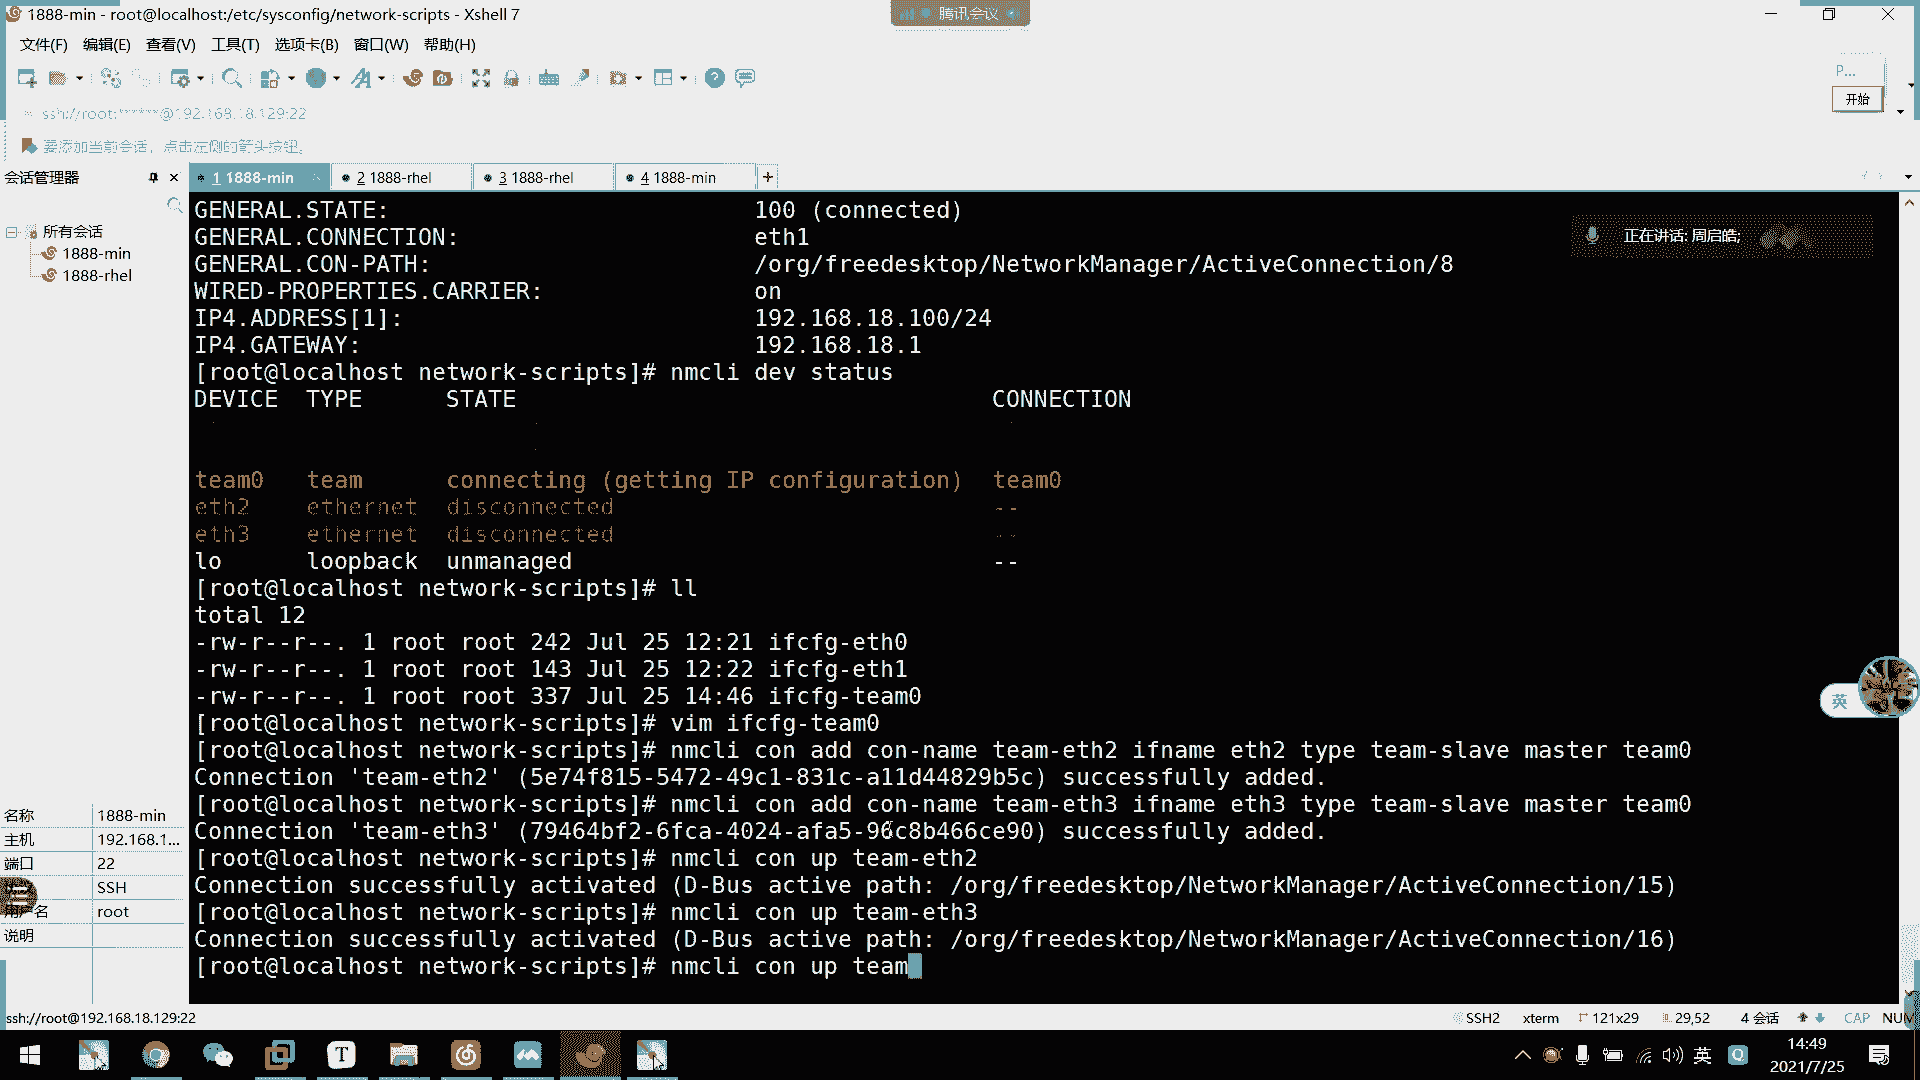 1888-min - root@localhost:/etc/sysconfig/network-scripts - Xshell 7
腾讯会议
文件(F) 编辑(E) 查看(V) 工具(T) 选项卡(B) 窗口(W) 帮助(H)
P...
开始
ssh://root:******@192.168.18.129:22
要添加当前会话，点击左侧的箭头按钮。
会话管理器
1 1888-min
2 1888-rhel
3 1888-rhel
4 1888-min
所有会话
1888-min
1888-rhel
正在讲话: 周启皓;
GENERAL.STATE: 100 (connected)
GENERAL.CONNECTION: eth1
GENERAL.CON-PATH: /org/freedesktop/NetworkManager/ActiveConnection/8
WIRED-PROPERTIES.CARRIER: on
IP4.ADDRESS[1]: 192.168.18.100/24
IP4.GATEWAY: 192.168.18.1
[root@localhost network-scripts]# nmcli dev status
DEVICE TYPE STATE CONNECTION
team0 team connecting (getting IP configuration) team0
eth2 ethernet disconnected --
eth3 ethernet disconnected --
lo loopback unmanaged --
[root@localhost network-scripts]# ll
total 12
-rw-r--r--. 1 root root 242 Jul 25 12:21 ifcfg-eth0
-rw-r--r--. 1 root root 143 Jul 25 12:22 ifcfg-eth1
-rw-r--r--. 1 root root 337 Jul 25 14:46 ifcfg-team0
[root@localhost network-scripts]# vim ifcfg-team0
[root@localhost network-scripts]# nmcli con add con-name team-eth2 ifname eth2 type team-slave master team0
Connection 'team-eth2' (5e74f815-5472-49c1-831c-a11d44829b5c) successfully added.
[root@localhost network-scripts]# nmcli con add con-name team-eth3 ifname eth3 type team-slave master team0
Connection 'team-eth3' (79464bf2-6fca-4024-afa5-96c8b466ce90) successfully added.
[root@localhost network-scripts]# nmcli con up team-eth2
Connection successfully activated (D-Bus active path: /org/freedesktop/NetworkManager/ActiveConnection/15)
[root@localhost network-scripts]# nmcli con up team-eth3
Connection successfully activated (D-Bus active path: /org/freedesktop/NetworkManager/ActiveConnection/16)
[root@localhost network-scripts]# nmcli con up team
英
名称 1888-min
主机 192.168.1...
端口 22
SSH
用户名 root
说明
ssh://root@192.168.18.129:22
SSH2 xterm 121x29 29,52 4 会话 CAP NUM
英
14:49
2021/7/25